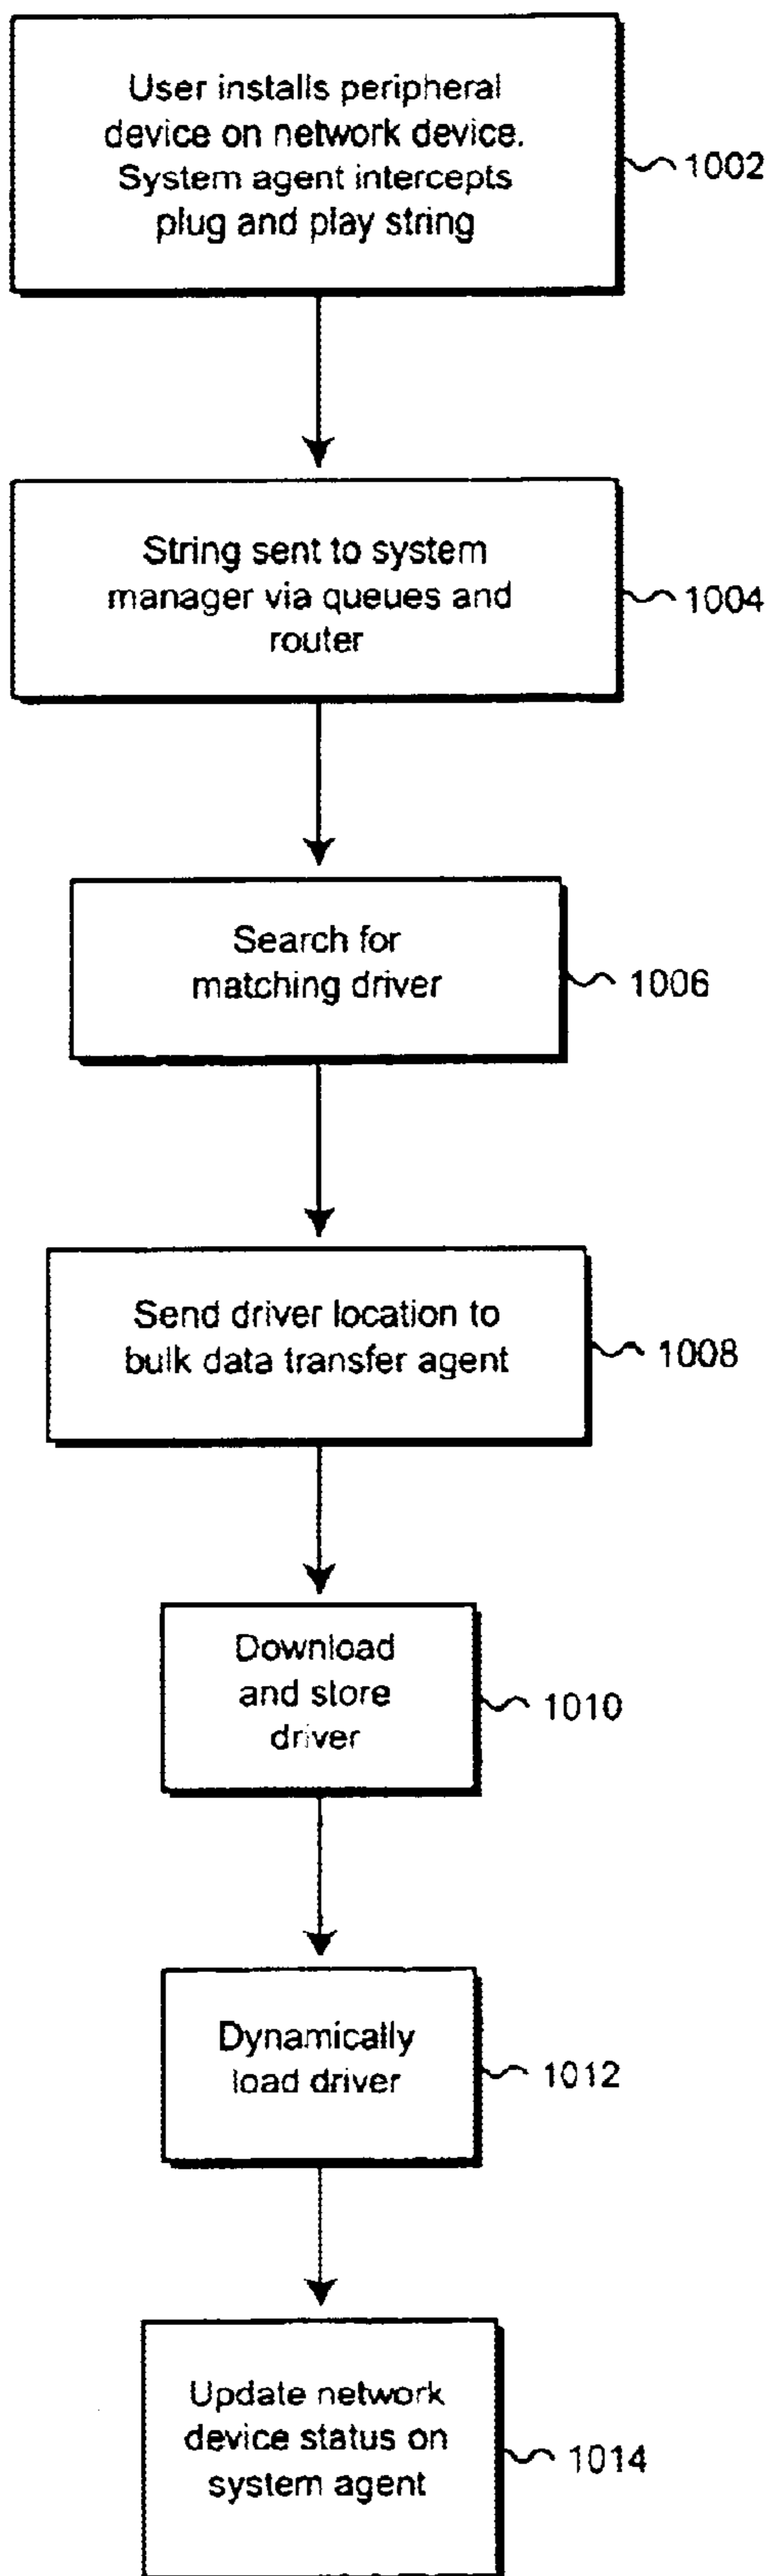 User installs peripheral
device on network device.
System agent intercepts
plug and play string
1002
String sent to system
manager via queues and
router
1004
Search for
matching driver
1006
Send driver location to
bulk data transfer agent
1008
Download
and store
driver
1010
Dynamically
load driver
1012
Update network
device status on
system agent
1014